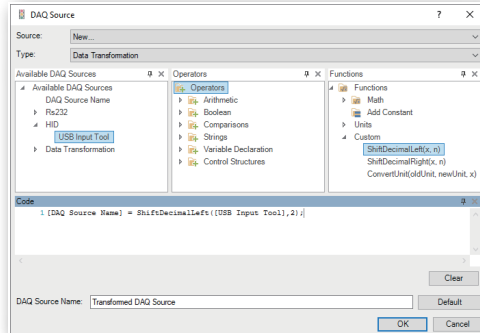 DAQ Source
Source: New...
Type: Data Transformation
Available DAQ Sources
Available DAQ Sources
DAQ Source Name
Rs232
HID
USB Input Tool
Data Transformation
Operators
Operators
Arithmetic
Boolean
Comparisons
Strings
Variable Declaration
Control Structures
Functions
Functions
Math
Add Constant
Units
Custom
ShiftDecimalLeft(x, n)
ShiftDecimalRight(x, n)
ConvertUnit(oldUnit, newUnit, x)
Code
1 [DAQ Source Name] = ShiftDecimalLeft([USB Input Tool],2);
Clear
DAQ Source Name: Transformed DAQ Source Default
OK Cancel